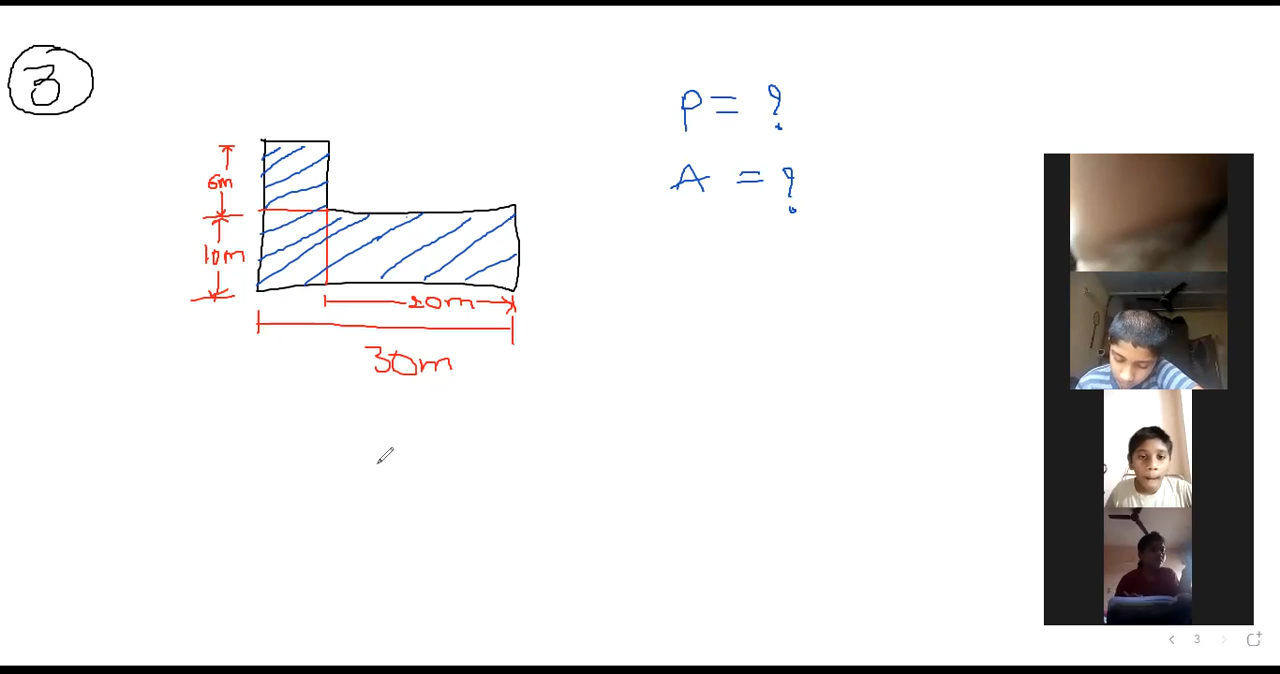 3
P = ?
A = ?
6m
10m
20m
30m
3